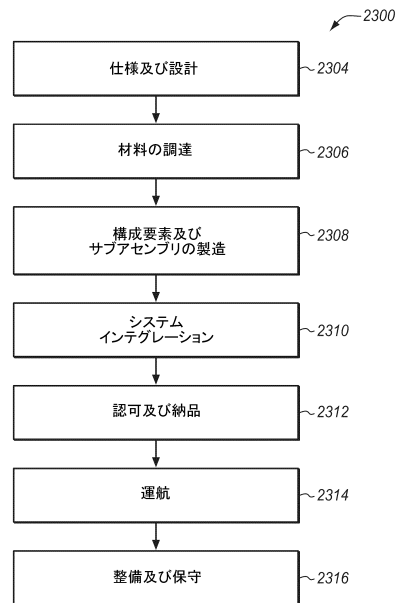 2300
仕様及び設計
2304
材料の調達
2306
構成要素及び
サブアセンブリの製造
2308
システム
インテグレーション
2310
認可及び納品
2312
運航
2314
整備及び保守
2316